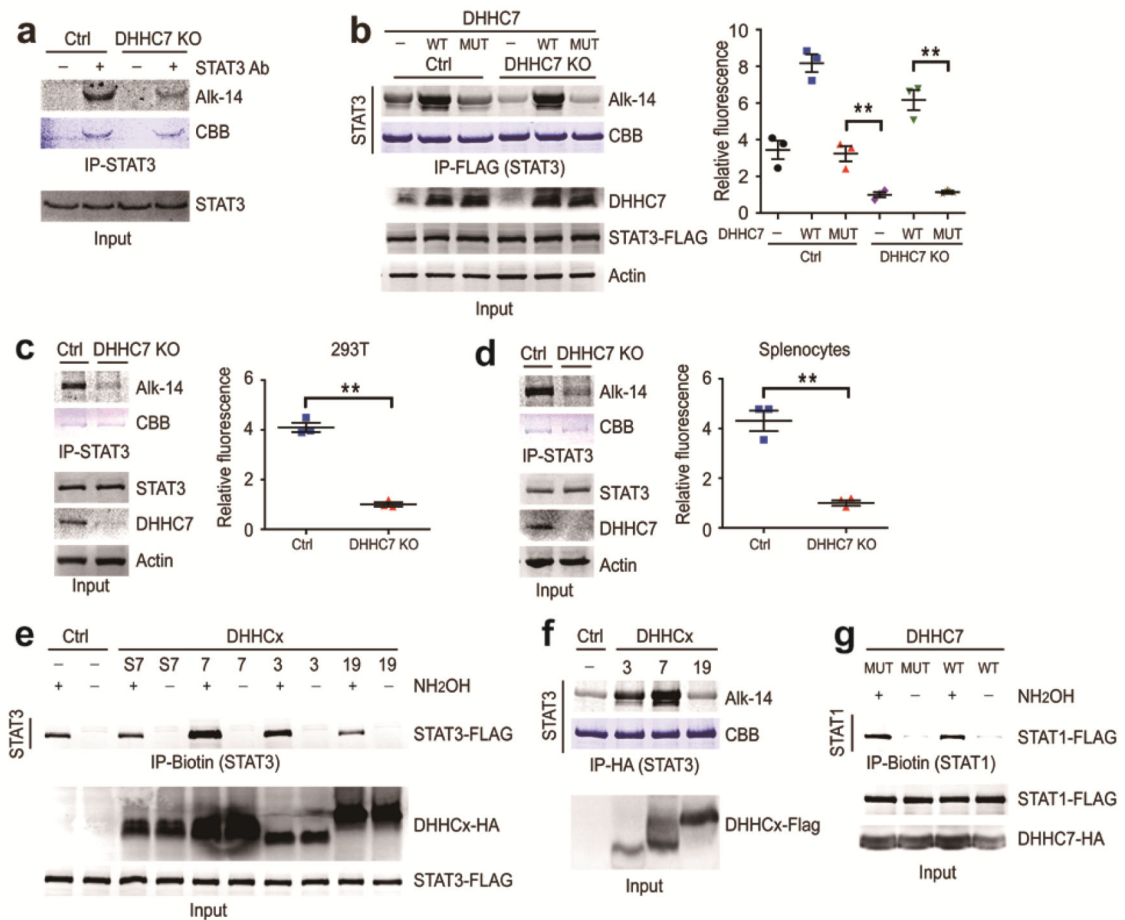 a
Ctrl DHHC7 KO
– + – + STAT3 Ab
Alk-14
CBB
IP-STAT3
STAT3
Input
b
DHHC7
– WT MUT – WT MUT
Ctrl DHHC7 KO
STAT3
Alk-14
CBB
IP-FLAG (STAT3)
DHHC7
STAT3-FLAG
Actin
Input
Relative fluorescence
10
8
6
4
2
0
**
**
DHHC7 – WT MUT – WT MUT
Ctrl DHHC7 KO
c
Ctrl DHHC7 KO
Alk-14
CBB
IP-STAT3
STAT3
DHHC7
Actin
Input
293T
Relative fluorescence
6
4
2
0
**
Ctrl DHHC7 KO
d
Ctrl DHHC7 KO
Alk-14
CBB
IP-STAT3
STAT3
DHHC7
Actin
Input
Splenocytes
Relative fluorescence
6
4
2
0
**
Ctrl DHHC7 KO
e
Ctrl DHHCx
– – S7 S7 7 7 3 3 19 19
+ – + – + – + – + – NH2OH
STAT3
STAT3-FLAG
IP-Biotin (STAT3)
DHHCx-HA
STAT3-FLAG
Input
f
Ctrl DHHCx
– 3 7 19
STAT3
Alk-14
CBB
IP-HA (STAT3)
DHHCx-Flag
Input
g
DHHC7
MUT MUT WT WT
+ – + – NH2OH
STAT1
STAT1-FLAG
IP-Biotin (STAT1)
STAT1-FLAG
DHHC7-HA
Input